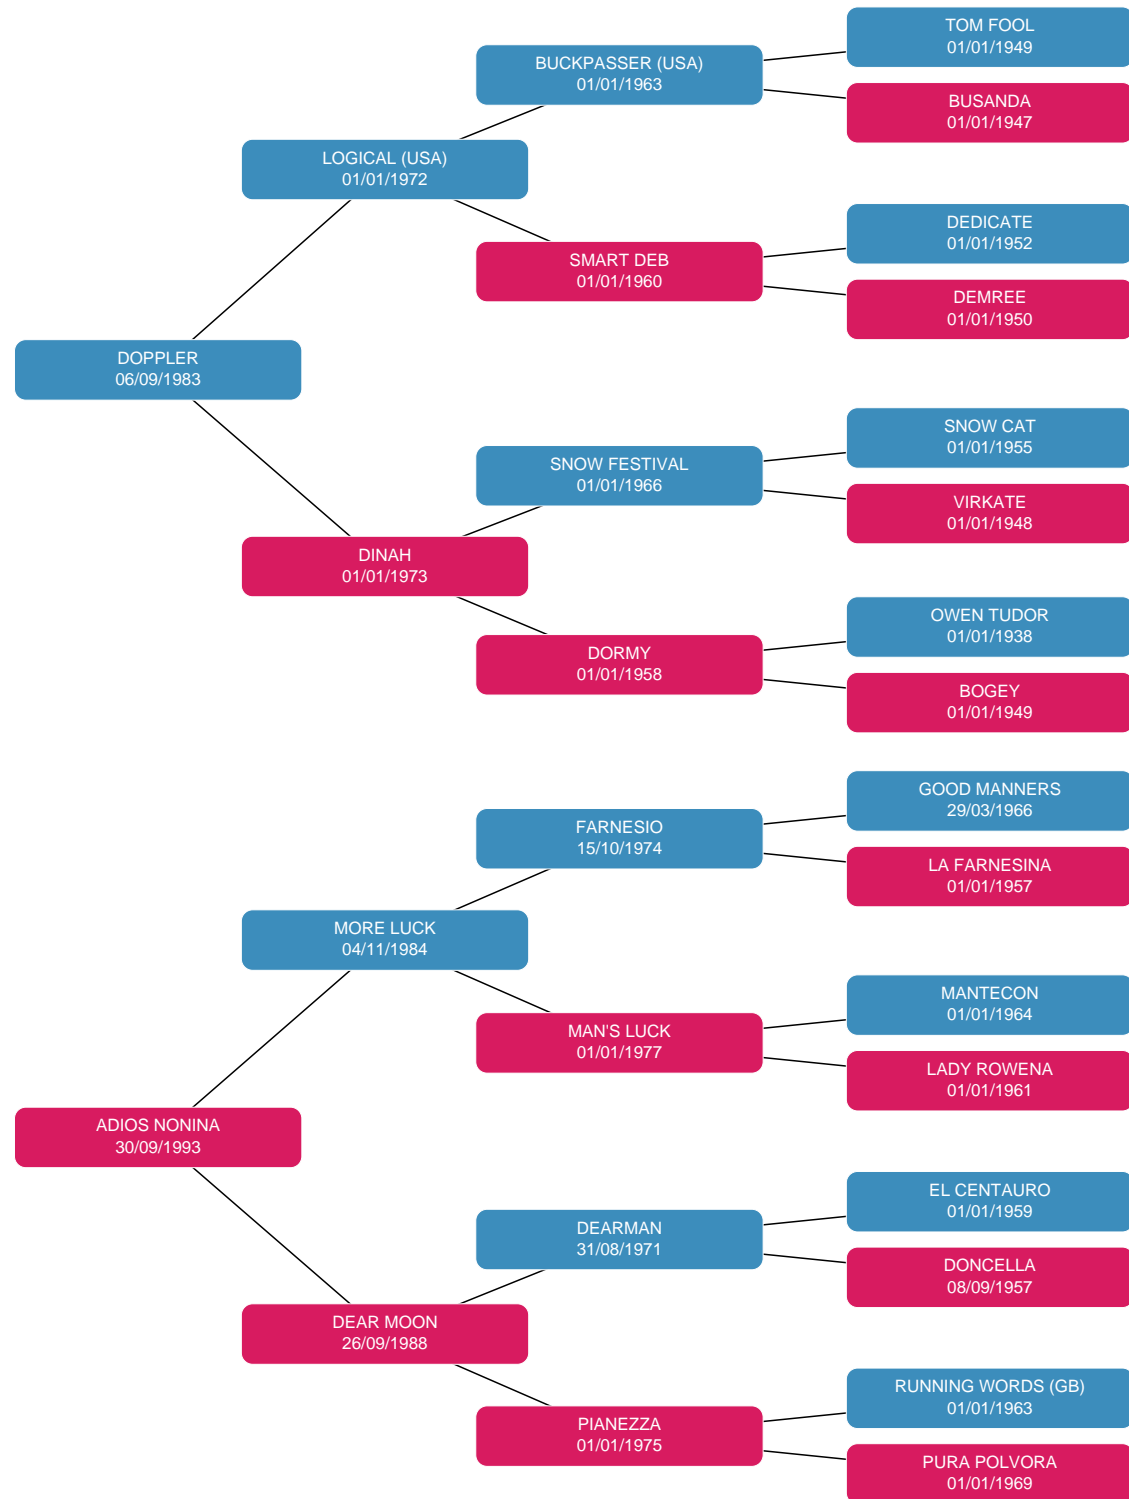 TOM FOOL
01/01/1949
BUCKPASSER (USA)
01/01/1963
BUSANDA
01/01/1947
LOGICAL (USA)
01/01/1972
DEDICATE
01/01/1952
SMART DEB
01/01/1960
DEMREE
01/01/1950
DOPPLER
06/09/1983
SNOW CAT
01/01/1955
SNOW FESTIVAL
01/01/1966
VIRKATE
01/01/1948
DINAH
01/01/1973
OWEN TUDOR
01/01/1938
DORMY
01/01/1958
BOGEY
01/01/1949
GOOD MANNERS
29/03/1966
FARNESIO
15/10/1974
LA FARNESINA
01/01/1957
MORE LUCK
04/11/1984
MANTECON
01/01/1964
MAN'S LUCK
01/01/1977
LADY ROWENA
01/01/1961
ADIOS NONINA
30/09/1993
EL CENTAURO
01/01/1959
DEARMAN
31/08/1971
DONCELLA
08/09/1957
DEAR MOON
26/09/1988
RUNNING WORDS (GB)
01/01/1963
PIANEZZA
01/01/1975
PURA POLVORA
01/01/1969